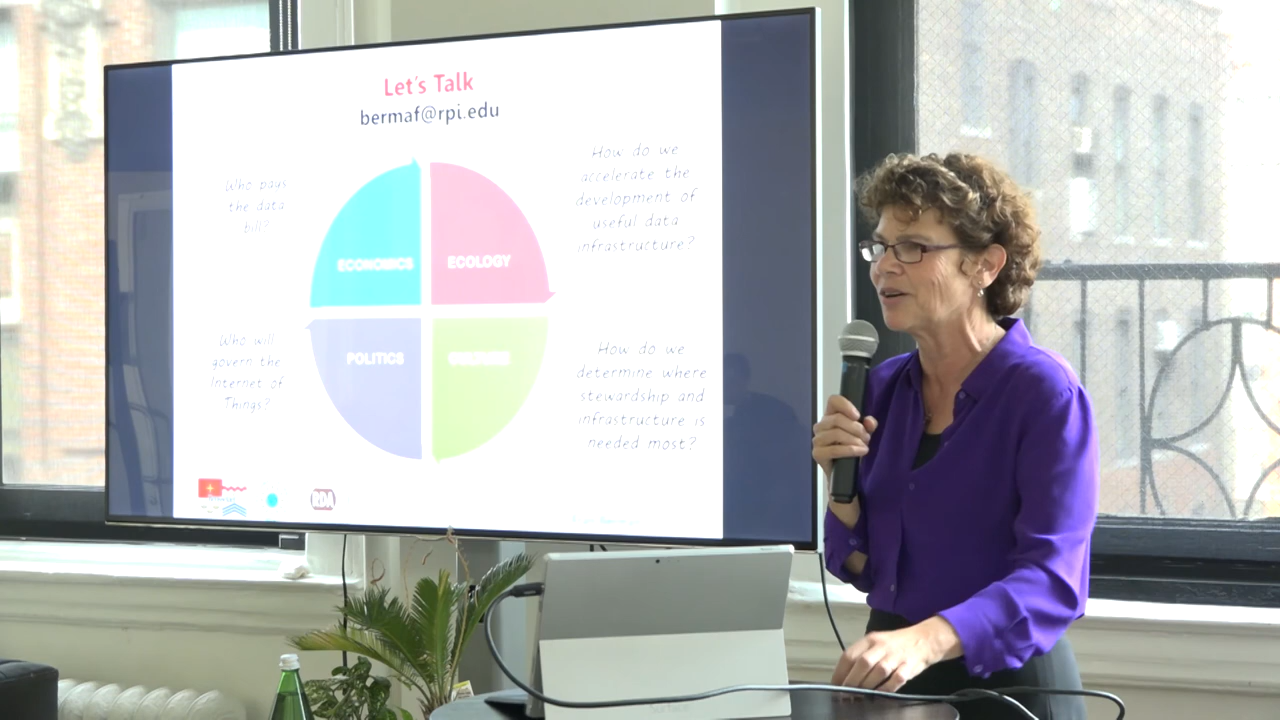 Let's Talk
bermaf@rpi.edu
Who pays
the data
bill?
How do we
accelerate the
development of
useful data
infrastructure?
ECONOMICS
ECOLOGY
POLITICS
Who will
govern the
Internet of
Things?
How do we
determine where
stewardship and
infrastructure is
needed most?
RDA